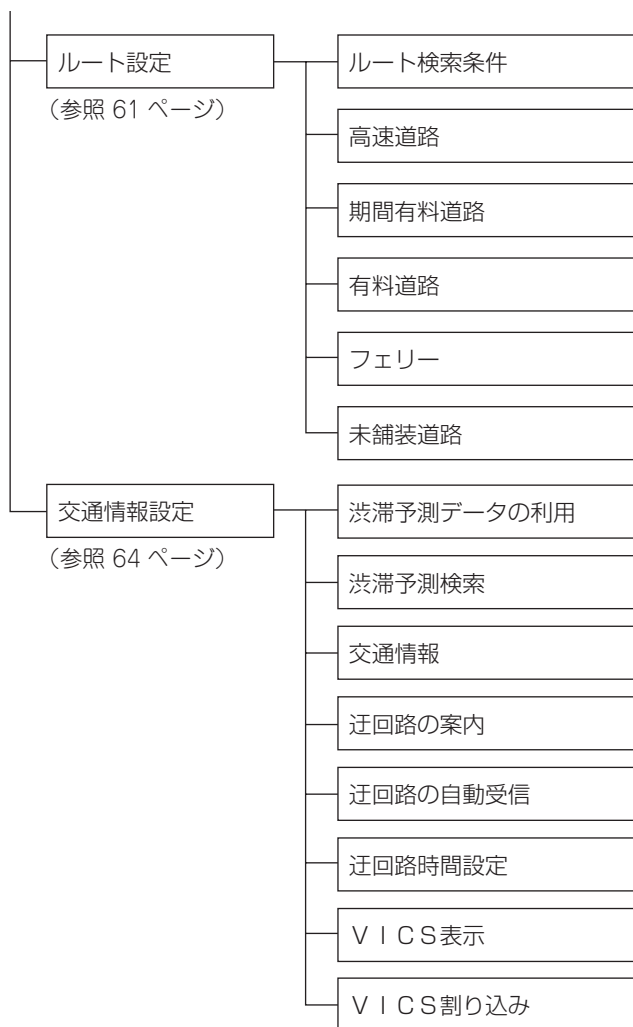 ルート設定
（参照 61 ページ）
ルート検索条件
高速道路
期間有料道路
有料道路
フェリー
未舗装道路
交通情報設定
（参照 64 ページ）
渋滞予測データの利用
渋滞予測検索
交通情報
迂回路の案内
迂回路の自動受信
迂回路時間設定
ＶＩＣＳ表示
ＶＩＣＳ割り込み